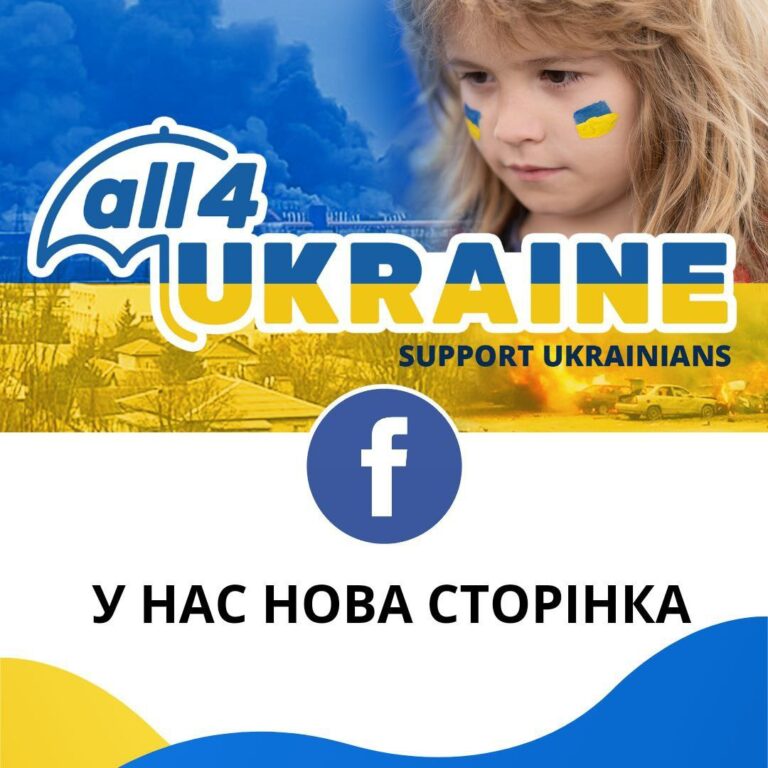 all4
UKRAINE
SUPPORT UKRAINIANS
f
У НАС НОВА СТОРІНКА